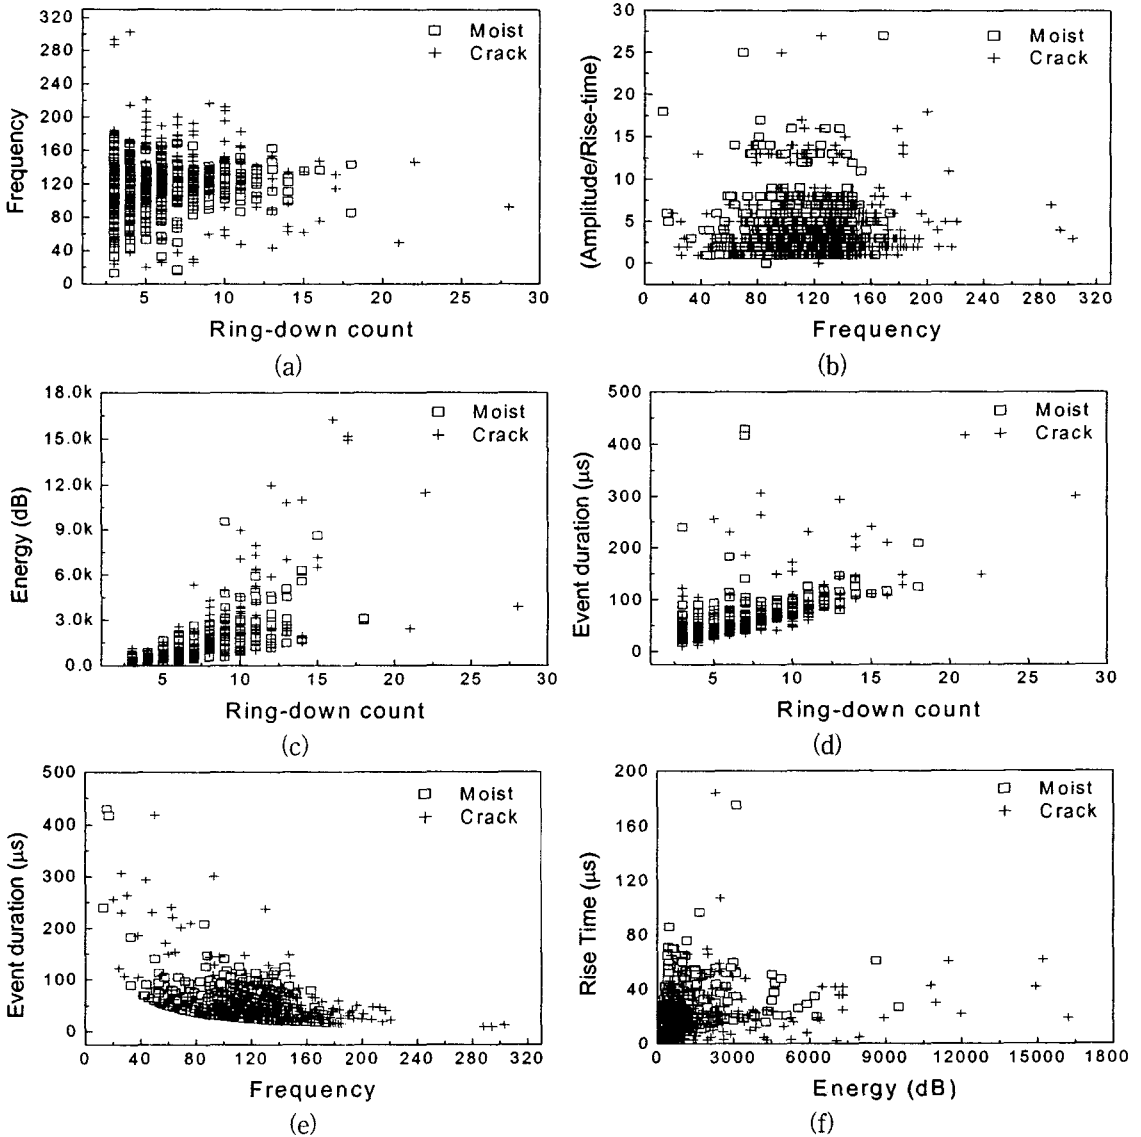 320
280
240
200
160
120
80
40
0
Frequency
Moist
Crack
5 10 15 20 25 30
Ring-down count
(a)
30
25
20
15
10
5
0
(Amplitude/Rise-time)
Moist
Crack
0 40 80 120 160 200 240 280 320
Frequency
(b)
18.0k
15.0k
12.0k
9.0k
6.0k
3.0k
0.0
Energy (dB)
Moist
Crack
5 10 15 20 25 30
Ring-down count
(c)
500
400
300
200
100
0
Event duration (μs)
Moist
Crack
5 10 15 20 25 30
Ring-down count
(d)
500
400
300
200
100
0
Event duration (μs)
Moist
Crack
0 40 80 120 160 200 240 280 320
Frequency
(e)
200
160
120
80
40
0
Rise Time (μs)
Moist
Crack
0 3000 6000 9000 12000 15000 1800
Energy (dB)
(f)